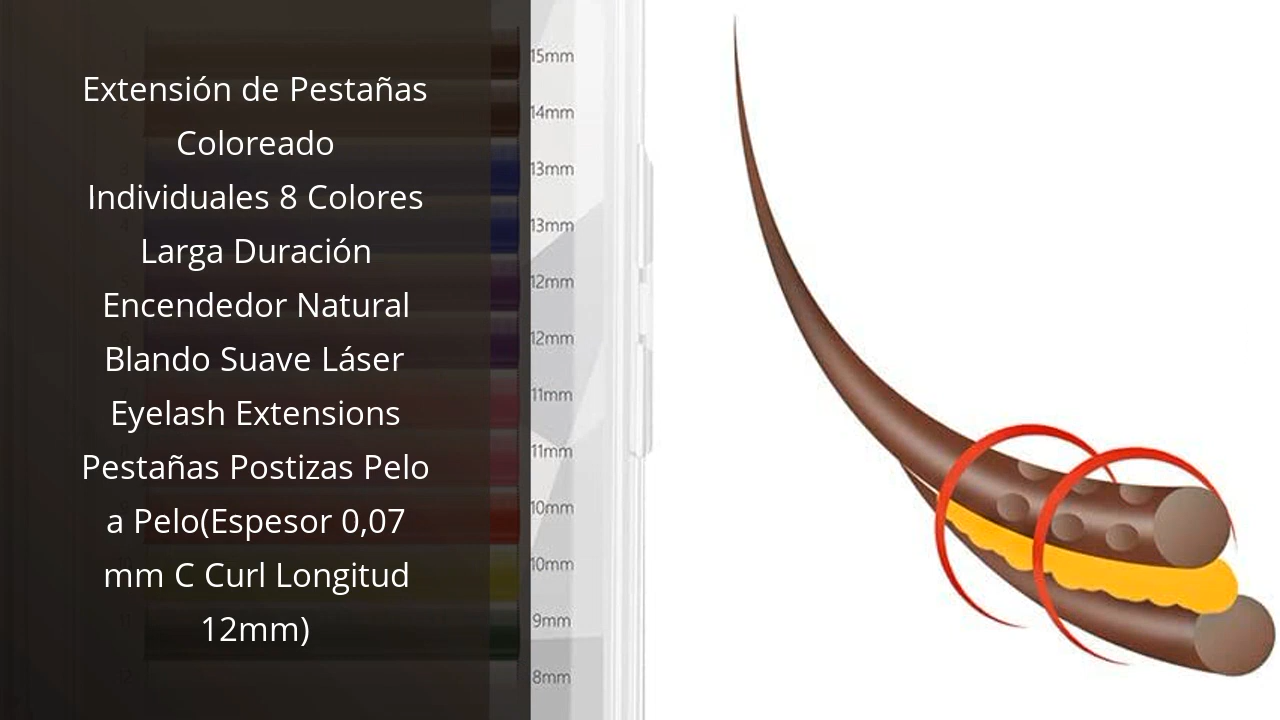 Extensión de Pestañas
Coloreado
Individuales 8 Colores
Larga Duración
Encendedor Natural
Blando Suave Láser
Eyelash Extensions
Pestañas Postizas Pelo
a Pelo(Espesor 0,07
mm C Curl Longitud
12mm)
15mm
14mm
13mm
13mm
12mm
12mm
11mm
11mm
10mm
10mm
9mm
8mm